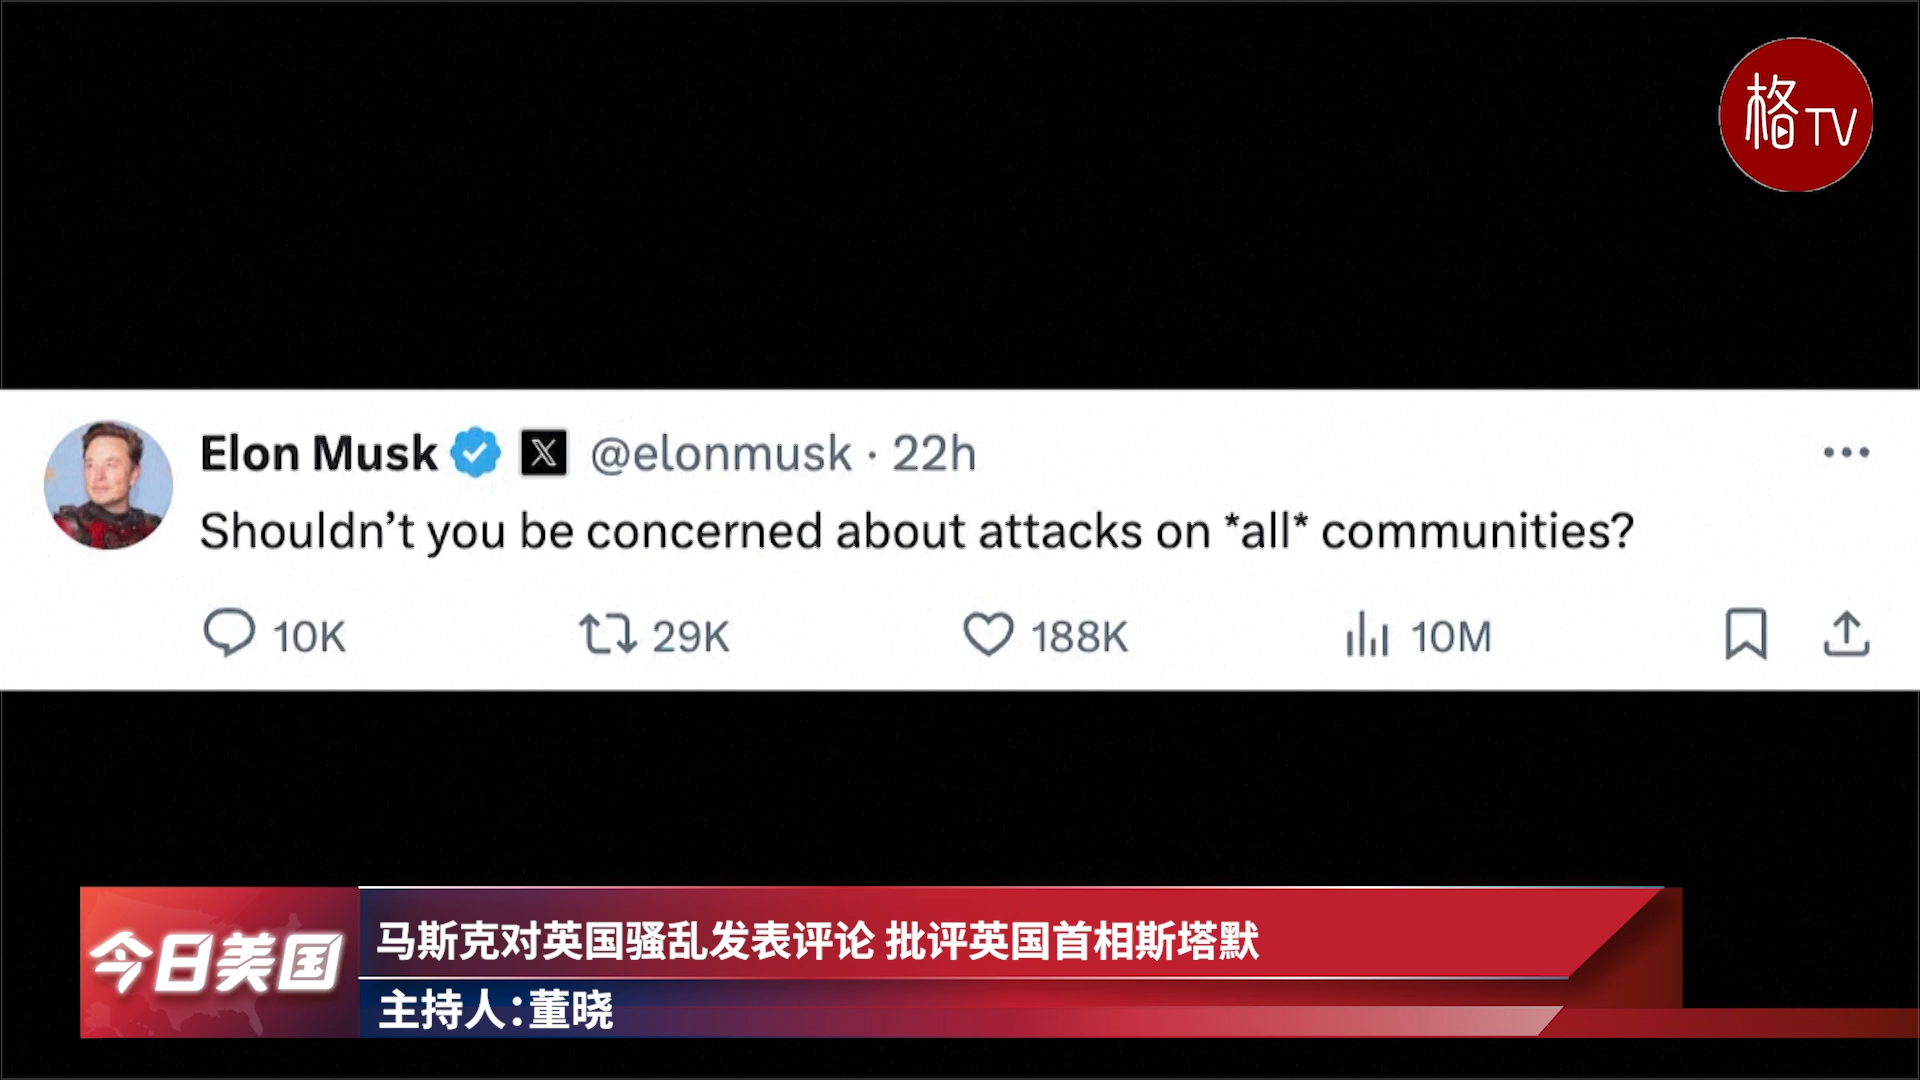 格TV
Elon Musk X @elonmusk · 22h
Shouldn’t you be concerned about attacks on *all* communities?
10K 29K 188K 10M
今日美国
马斯克对英国骚乱发表评论 批评英国首相斯塔默
主持人:董晓